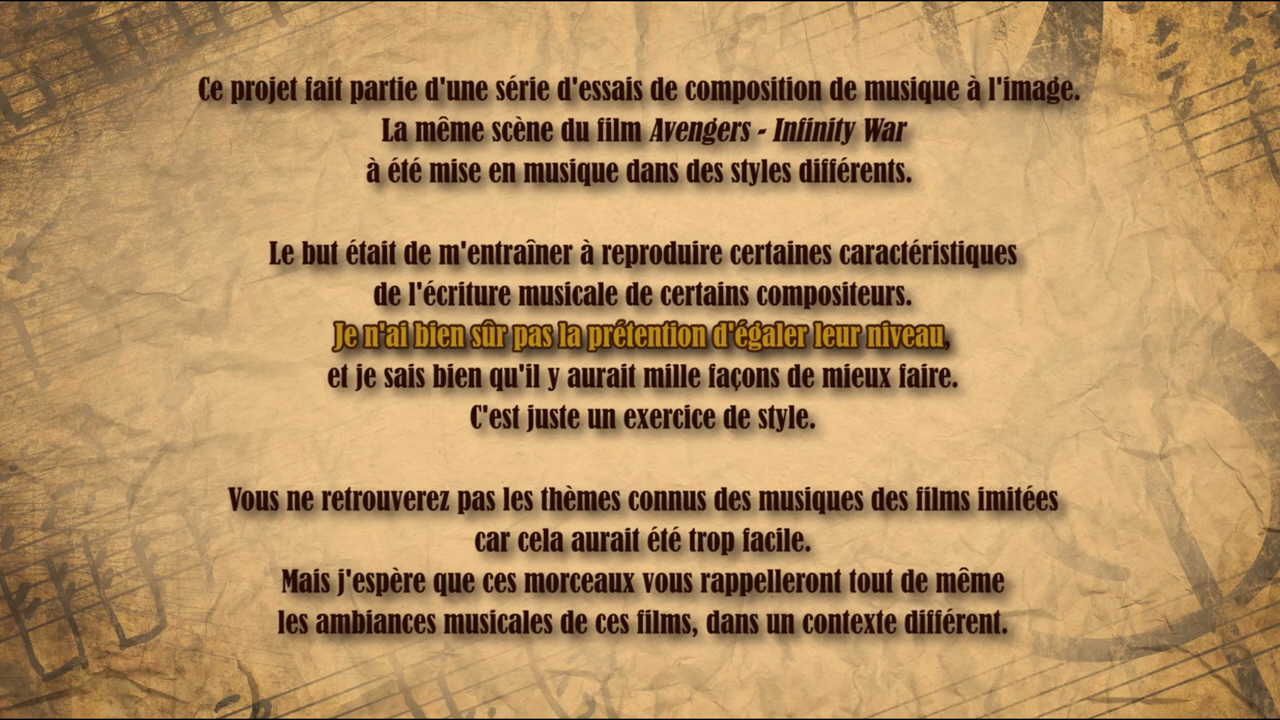 Ce projet fait partie d'une série d'essais de composition de musique à l'image.
La même scène du film Avengers - Infinity War
à été mise en musique dans des styles différents.
Le but était de m'entraîner à reproduire certaines caractéristiques
de l'écriture musicale de certains compositeurs.
Je n'ai bien sûr pas la prétention d'égaler leur niveau,
et je sais bien qu'il y aurait mille façons de mieux faire.
C'est juste un exercice de style.
Vous ne retrouverez pas les thèmes connus des musiques des films imitées
car cela aurait été trop facile.
Mais j'espère que ces morceaux vous rappelleront tout de même
les ambiances musicales de ces films, dans un contexte différent.